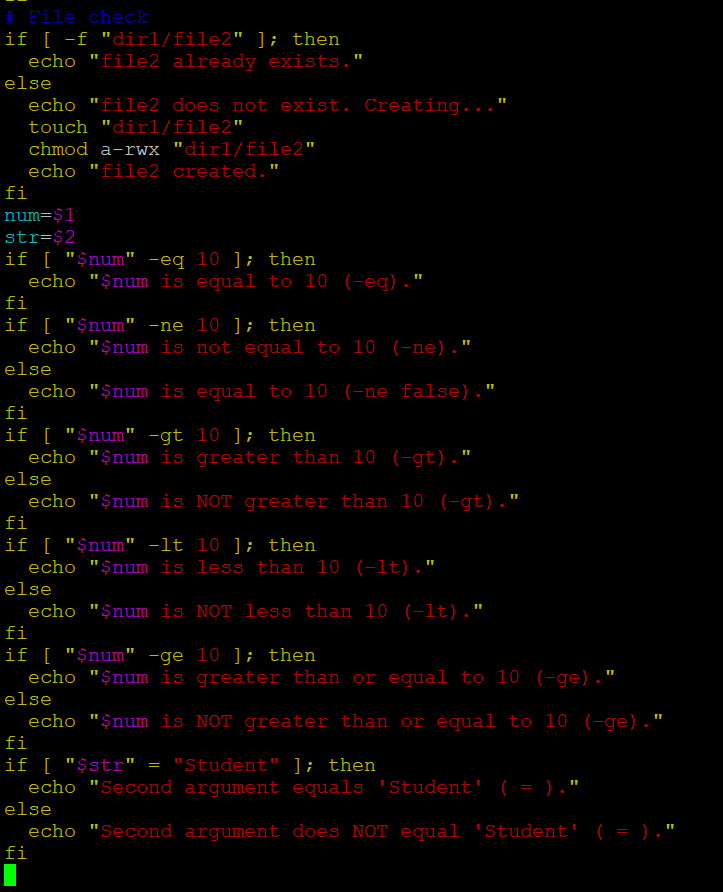 # File check
if [ -f "dir1/file2" ]; then
  echo "file2 already exists."
else
  echo "file2 does not exist. Creating..."
  touch "dir1/file2"
  chmod a-rwx "dir1/file2"
  echo "file2 created."
fi
num=$1
str=$2
if [ "$num" -eq 10 ]; then
  echo "$num is equal to 10 (-eq)."
fi
if [ "$num" -ne 10 ]; then
  echo "$num is not equal to 10 (-ne)."
else
  echo "$num is equal to 10 (-ne false)."
fi
if [ "$num" -gt 10 ]; then
  echo "$num is greater than 10 (-gt)."
else
  echo "$num is NOT greater than 10 (-gt)."
fi
if [ "$num" -lt 10 ]; then
  echo "$num is less than 10 (-lt)."
else
  echo "$num is NOT less than 10 (-lt)."
fi
if [ "$num" -ge 10 ]; then
  echo "$num is greater than or equal to 10 (-ge)."
else
  echo "$num is NOT greater than or equal to 10 (-ge)."
fi
if [ "$str" = "Student" ]; then
  echo "Second argument equals 'Student' ( = )."
else
  echo "Second argument does NOT equal 'Student' ( = )."
fi